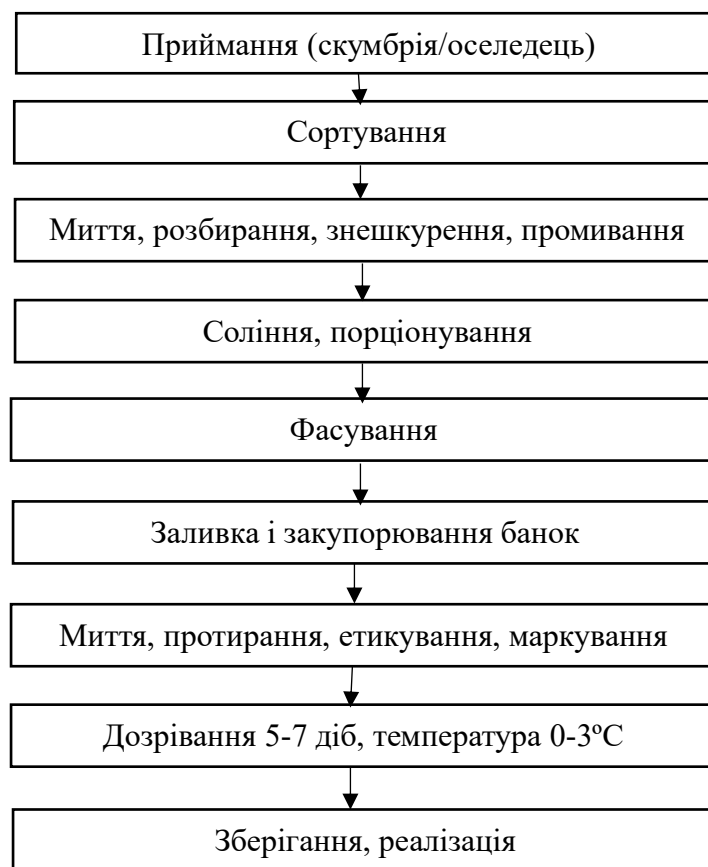 Приймання (скумбрія/оселедець)
Сортування
Миття, розбирання, знешкурення, промивання
Соління, порціонування
Фасування
Заливка і закупорювання банок
Миття, протирання, етикування, маркування
Дозрівання 5-7 діб, температура 0-3ºС
Зберігання, реалізація